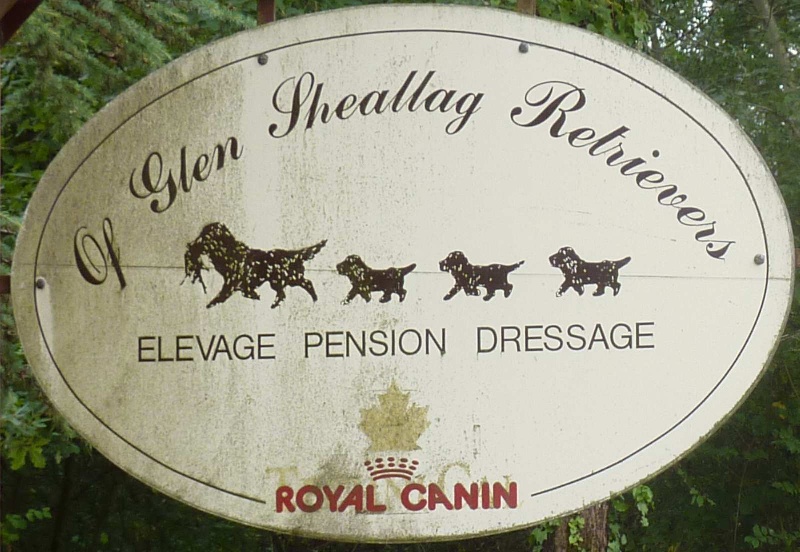 Of Glen Sheallag Retrievers
ELEVAGE PENSION DRESSAGE
ROYAL CANIN